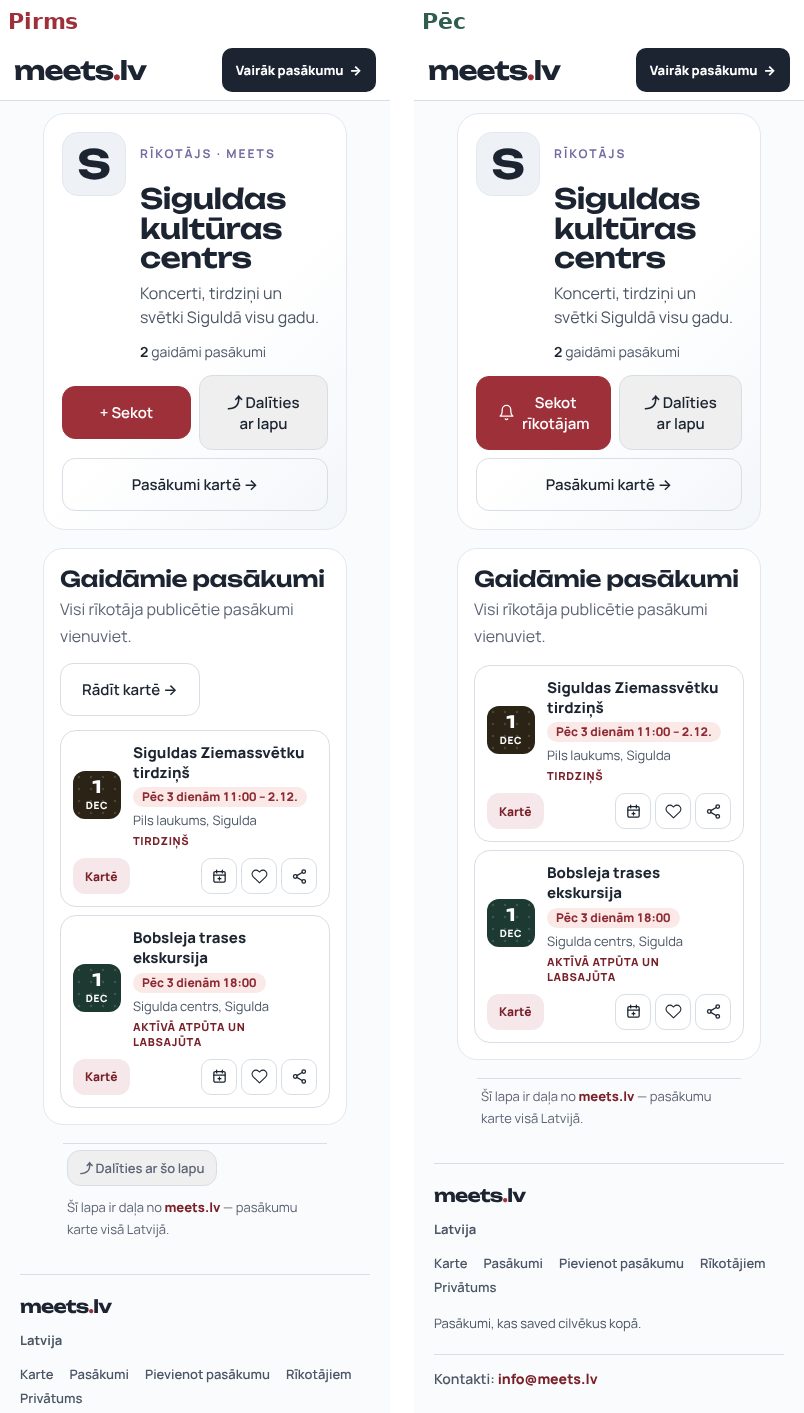 Pirms
meets.lv
Vairāk pasākumu →
S
RĪKOTĀJS · MEETS
Siguldas
kultūras
centrs
Koncerti, tirdziņi un
svētki Siguldā visu gadu.
2 gaidāmi pasākumi
+ Sekot
⤴ Dalīties
ar lapu
Pasākumi kartē →
Gaidāmie pasākumi
Visi rīkotāja publicētie pasākumi
vienuviet.
Rādīt kartē →
1
DEC
Siguldas Ziemassvētku
tirdziņš
Pēc 3 dienām 11:00 – 2.12.
Pils laukums, Sigulda
TIRDZIŅŠ
Kartē
1
DEC
Bobsleja trases
ekskursija
Pēc 3 dienām 18:00
Sigulda centrs, Sigulda
AKTĪVĀ ATPŪTA UN
LABSAJŪTA
Kartē
⤴ Dalīties ar šo lapu
Šī lapa ir daļa no meets.lv — pasākumu
karte visā Latvijā.
meets.lv
Latvija
Karte Pasākumi Pievienot pasākumu Rīkotājiem
Privātums
Pēc
meets.lv
Vairāk pasākumu →
S
RĪKOTĀJS
Siguldas
kultūras
centrs
Koncerti, tirdziņi un
svētki Siguldā visu gadu.
2 gaidāmi pasākumi
Sekot
rīkotājam
⤴ Dalīties
ar lapu
Pasākumi kartē →
Gaidāmie pasākumi
Visi rīkotāja publicētie pasākumi
vienuviet.
1
DEC
Siguldas Ziemassvētku
tirdziņš
Pēc 3 dienām 11:00 – 2.12.
Pils laukums, Sigulda
TIRDZIŅŠ
Kartē
1
DEC
Bobsleja trases
ekskursija
Pēc 3 dienām 18:00
Sigulda centrs, Sigulda
AKTĪVĀ ATPŪTA UN
LABSAJŪTA
Kartē
Šī lapa ir daļa no meets.lv — pasākumu
karte visā Latvijā.
meets.lv
Latvija
Karte Pasākumi Pievienot pasākumu Rīkotājiem
Privātums
Pasākumi, kas saved cilvēkus kopā.
Kontakti: info@meets.lv